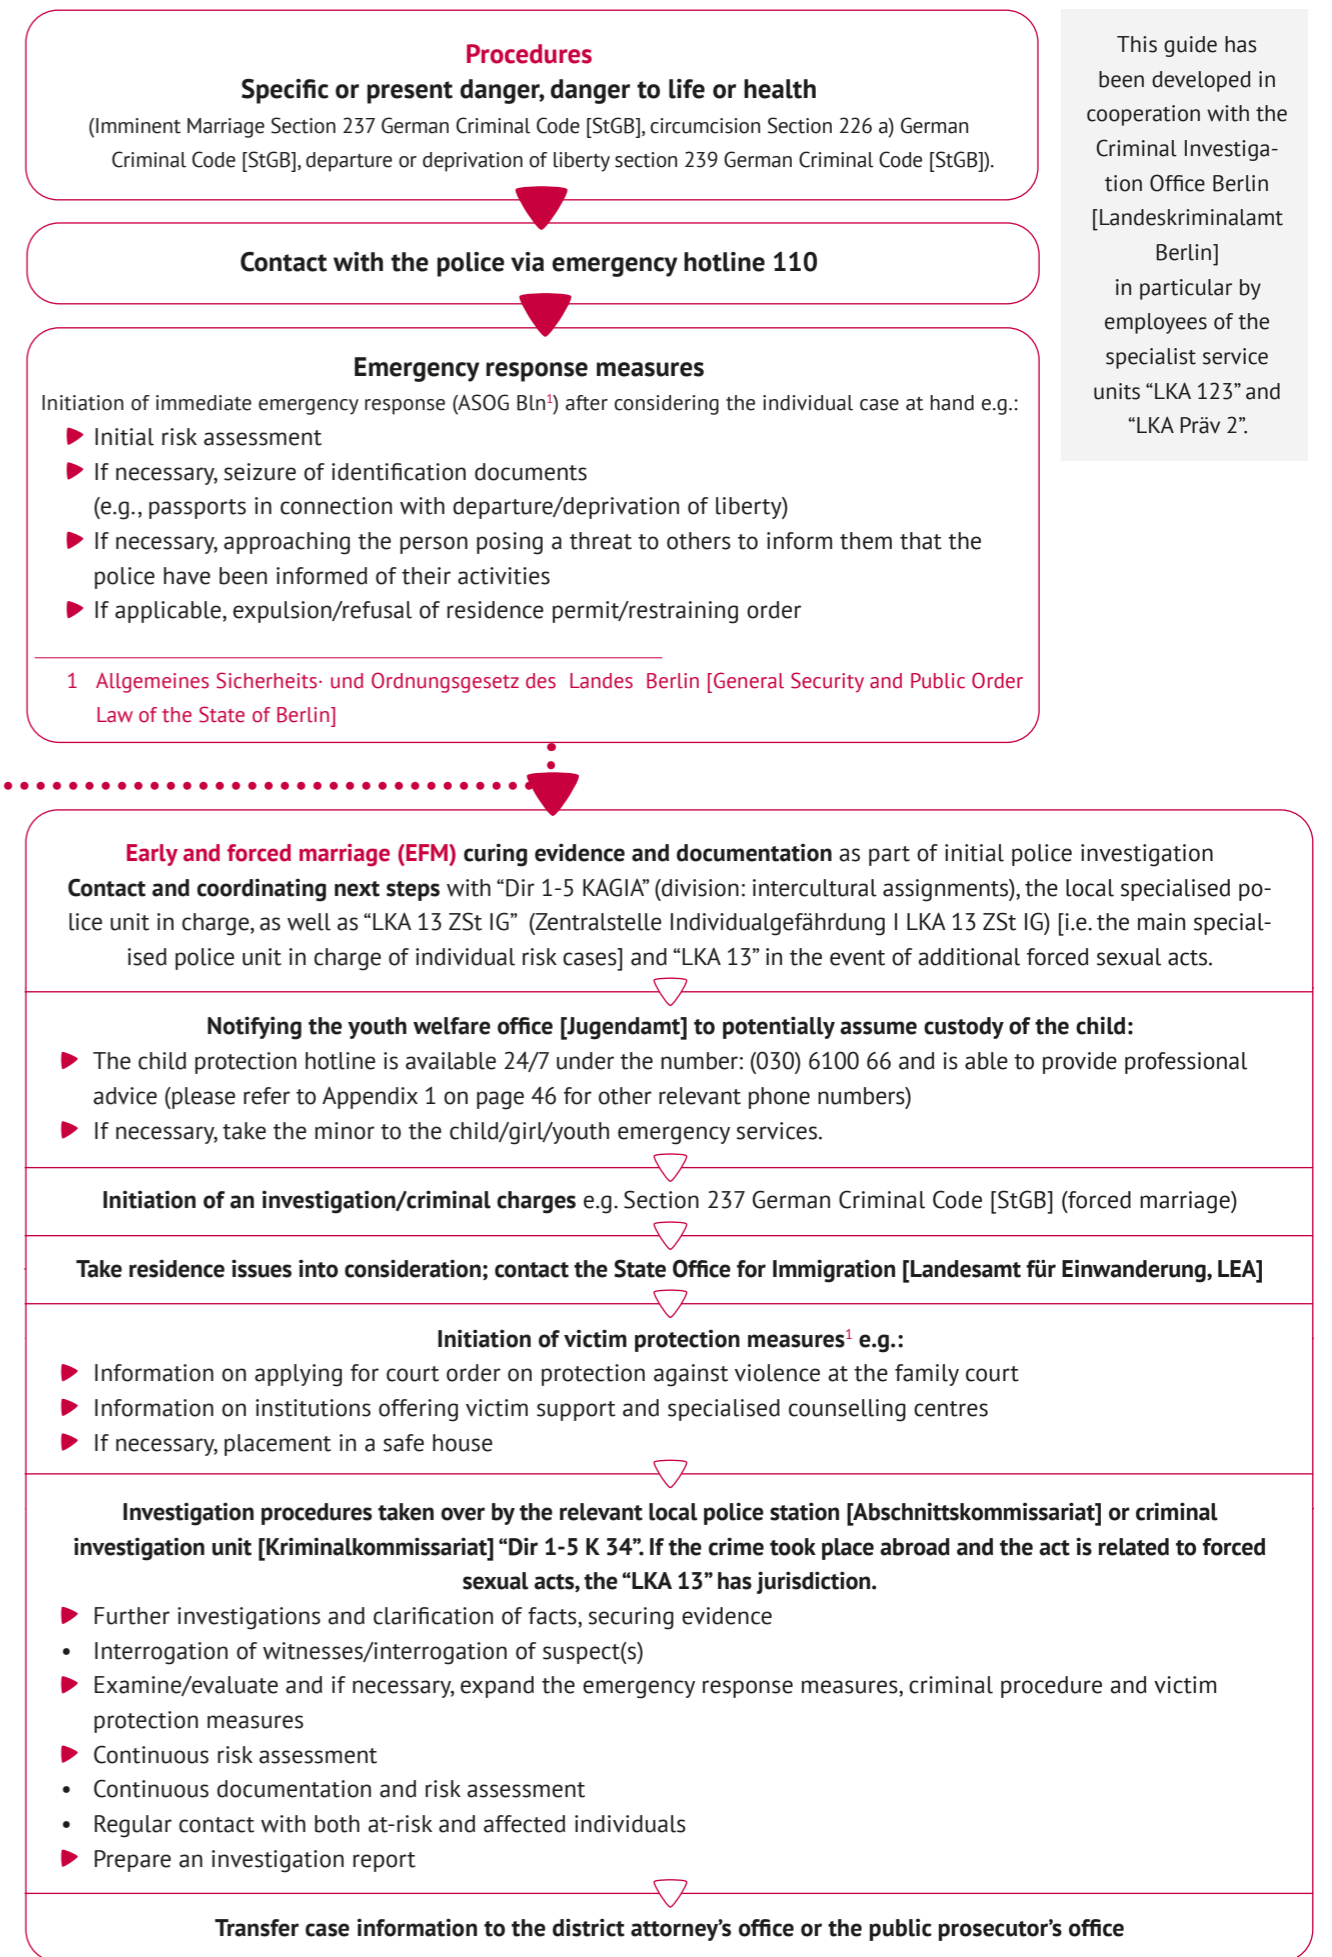 Procedures
Specific or present danger, danger to life or health
(Imminent Marriage Section 237 German Criminal Code [StGB], circumcision Section 226 a) German
Criminal Code [StGB], departure or deprivation of liberty section 239 German Criminal Code [StGB]).
Contact with the police via emergency hotline 110
Emergency response measures
Initiation of immediate emergency response (ASOG Bln1) after considering the individual case at hand e.g.:
Initial risk assessment
If necessary, seizure of identification documents
(e.g., passports in connection with departure/deprivation of liberty)
If necessary, approaching the person posing a threat to others to inform them that the
police have been informed of their activities
If applicable, expulsion/refusal of residence permit/restraining order
1 Allgemeines Sicherheits- und Ordnungsgesetz des Landes Berlin [General Security and Public Order
Law of the State of Berlin]
This guide has
been developed in
cooperation with the
Criminal Investiga-
tion Office Berlin
[Landeskriminalamt
Berlin]
in particular by
employees of the
specialist service
units “LKA 123” and
“LKA Präv 2”.
Early and forced marriage (EFM) curing evidence and documentation as part of initial police investigation
Contact and coordinating next steps with “Dir 1-5 KAGIA” (division: intercultural assignments), the local specialised po-
lice unit in charge, as well as “LKA 13 ZSt IG” (Zentralstelle Individualgefährdung I LKA 13 ZSt IG) [i.e. the main special-
ised police unit in charge of individual risk cases] and “LKA 13” in the event of additional forced sexual acts.
Notifying the youth welfare office [Jugendamt] to potentially assume custody of the child:
The child protection hotline is available 24/7 under the number: (030) 6100 66 and is able to provide professional
advice (please refer to Appendix 1 on page 46 for other relevant phone numbers)
If necessary, take the minor to the child/girl/youth emergency services.
Initiation of an investigation/criminal charges e.g. Section 237 German Criminal Code [StGB] (forced marriage)
Take residence issues into consideration; contact the State Office for Immigration [Landesamt für Einwanderung, LEA]
Initiation of victim protection measures1 e.g.:
Information on applying for court order on protection against violence at the family court
Information on institutions offering victim support and specialised counselling centres
If necessary, placement in a safe house
Investigation procedures taken over by the relevant local police station [Abschnittskommissariat] or criminal
investigation unit [Kriminalkommissariat] “Dir 1-5 K 34”. If the crime took place abroad and the act is related to forced
sexual acts, the “LKA 13” has jurisdiction.
Further investigations and clarification of facts, securing evidence
• Interrogation of witnesses/interrogation of suspect(s)
Examine/evaluate and if necessary, expand the emergency response measures, criminal procedure and victim
protection measures
Continuous risk assessment
• Continuous documentation and risk assessment
• Regular contact with both at-risk and affected individuals
Prepare an investigation report
Transfer case information to the district attorney’s office or the public prosecutor’s office